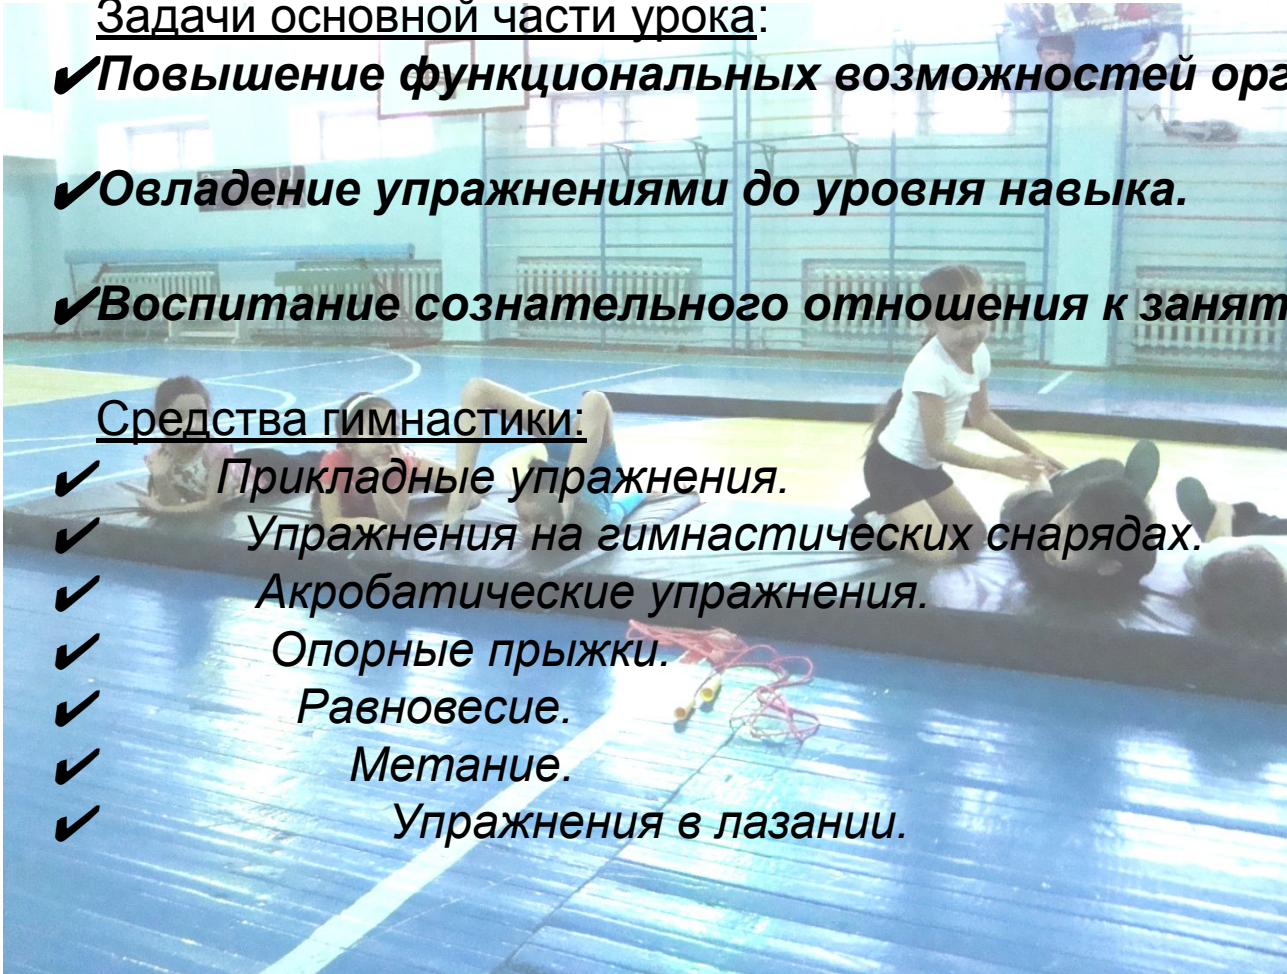 Задачи основной части урока:
✔Повышение функциональных возможностей орг
✔Овладение упражнениями до уровня навыка.
✔Воспитание сознательного отношения к занят
Средства гимнастики:
✔ Прикладные упражнения.
✔ Упражнения на гимнастических снарядах.
✔ Акробатические упражнения.
✔ Опорные прыжки.
✔ Равновесие.
✔ Метание.
✔ Упражнения в лазании.